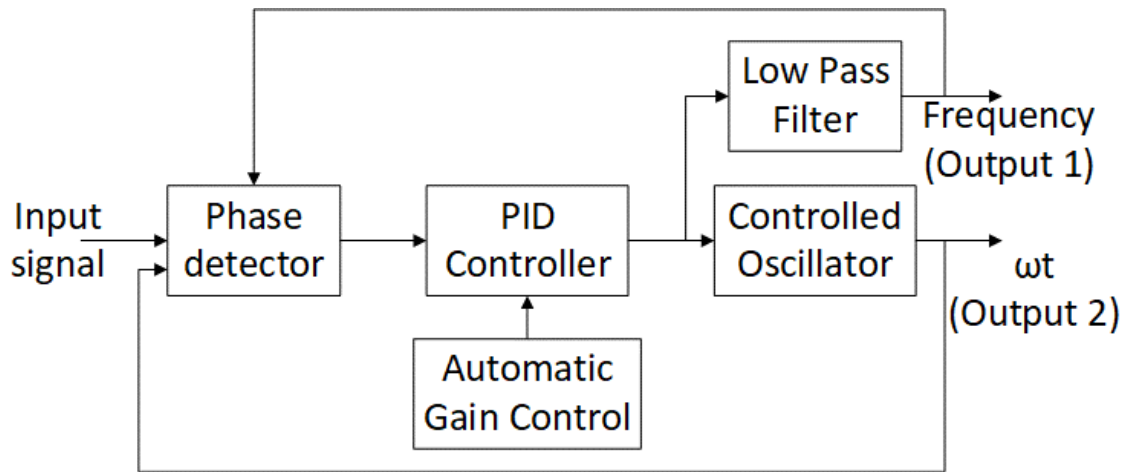 Low Pass
Filter
Frequency
(Output 1)
Input
signal
Phase
detector
PID
Controller
Controlled
Oscillator
ωt
(Output 2)
Automatic
Gain Control